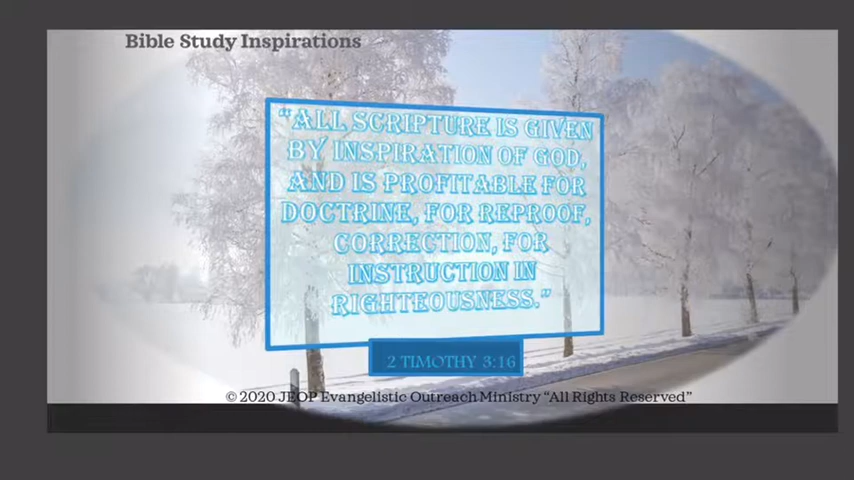 Bible Study Inspirations
“ALL SCRIPTURE IS GIVEN
BY INSPIRATION OF GOD,
AND IS PROFITABLE FOR
DOCTRINE, FOR REPROOF,
CORRECTION, FOR
INSTRUCTION IN
RIGHTEOUSNESS.”
2 TIMOTHY 3:16
© 2020 JEOP Evangelistic Outreach Ministry “All Rights Reserved”